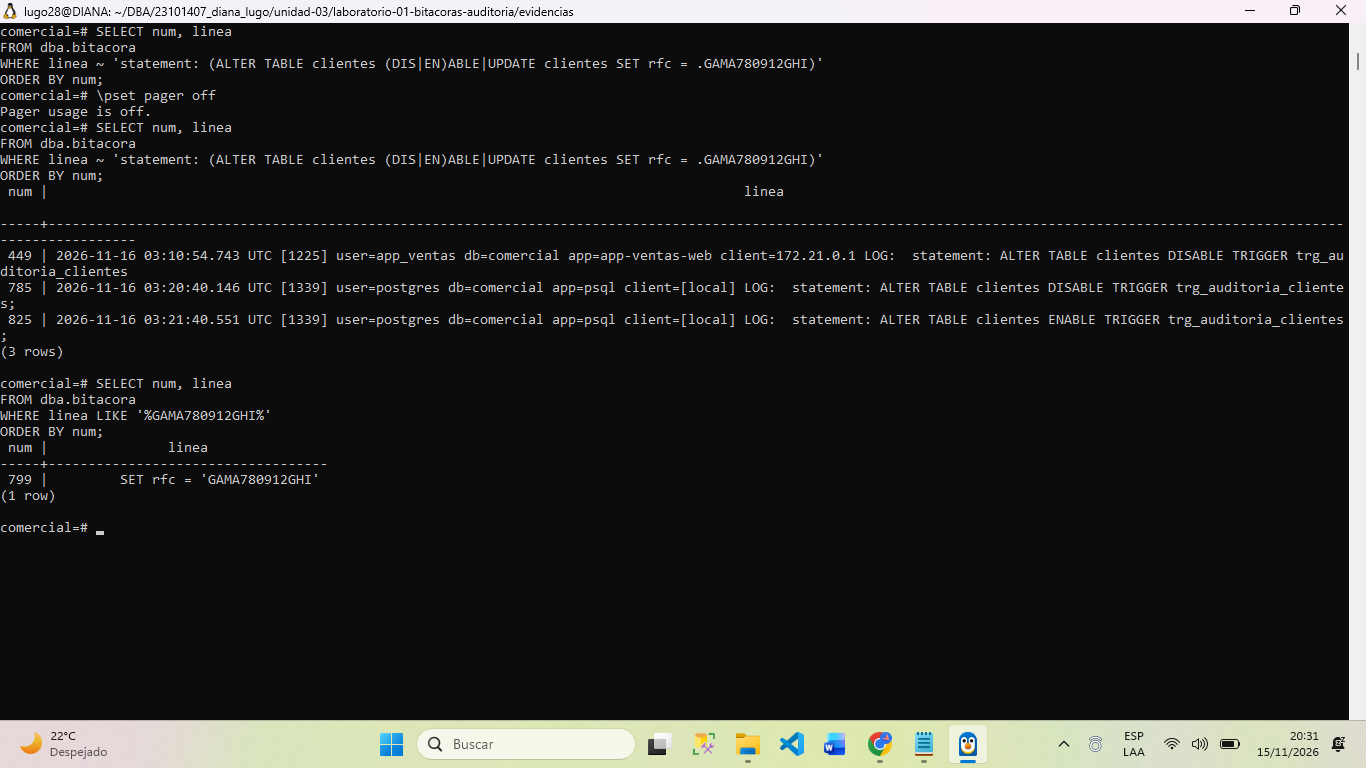 lugo28@DIANA: ~/DBA/23101407_diana_lugo/unidad-03/laboratorio-01-bitacoras-auditoria/evidencias
comercial=# SELECT num, linea
FROM dba.bitacora
WHERE linea ~ 'statement: (ALTER TABLE clientes (DIS|EN)ABLE|UPDATE clientes SET rfc = .GAMA780912GHI)'
ORDER BY num;
comercial=# \pset pager off
Pager usage is off.
comercial=# SELECT num, linea
FROM dba.bitacora
WHERE linea ~ 'statement: (ALTER TABLE clientes (DIS|EN)ABLE|UPDATE clientes SET rfc = .GAMA780912GHI)'
ORDER BY num;
num | linea
-----+------------------------------------------------------------------------------------------------------------------------------------------------------------------
-----------------
449 | 2026-11-16 03:10:54.743 UTC [1225] user=app_ventas db=comercial app=app-ventas-web client=172.21.0.1 LOG:  statement: ALTER TABLE clientes DISABLE TRIGGER trg_au
ditoria_clientes
785 | 2026-11-16 03:20:40.146 UTC [1339] user=postgres db=comercial app=psql client=[local] LOG:  statement: ALTER TABLE clientes DISABLE TRIGGER trg_auditoria_cliente
s;
825 | 2026-11-16 03:21:40.551 UTC [1339] user=postgres db=comercial app=psql client=[local] LOG:  statement: ALTER TABLE clientes ENABLE TRIGGER trg_auditoria_clientes
;
(3 rows)
comercial=# SELECT num, linea
FROM dba.bitacora
WHERE linea LIKE '%GAMA780912GHI%'
ORDER BY num;
num | linea
-----+-----------------------------------
799 | SET rfc = 'GAMA780912GHI'
(1 row)
comercial=#
22°C
Despejado
Buscar
ESP
LAA
20:31
15/11/2026